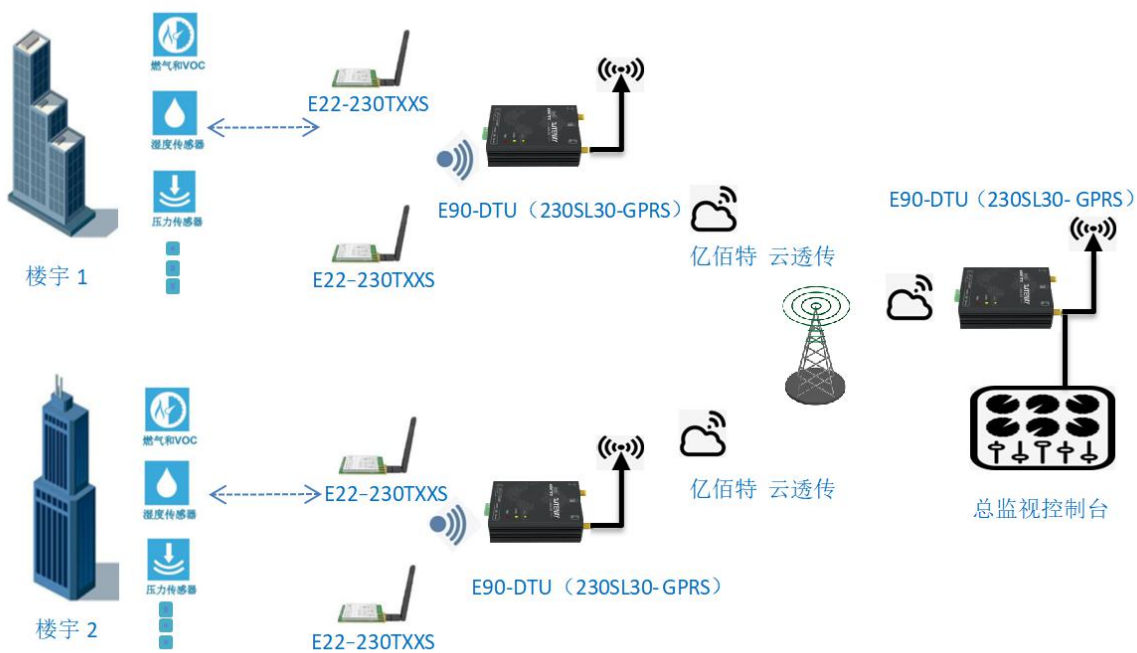 燃气和VOC
E22-230TXXS
湿度传感器
压力传感器
E90-DTU（230SL30-GPRS）
E22-230TXXS
楼宇 1
亿佰特 云透传
E90-DTU（230SL30- GPRS）
燃气和VOC
E22-230TXXS
湿度传感器
压力传感器
亿佰特 云透传
总监视控制台
E90-DTU（230SL30- GPRS）
楼宇 2
E22-230TXXS